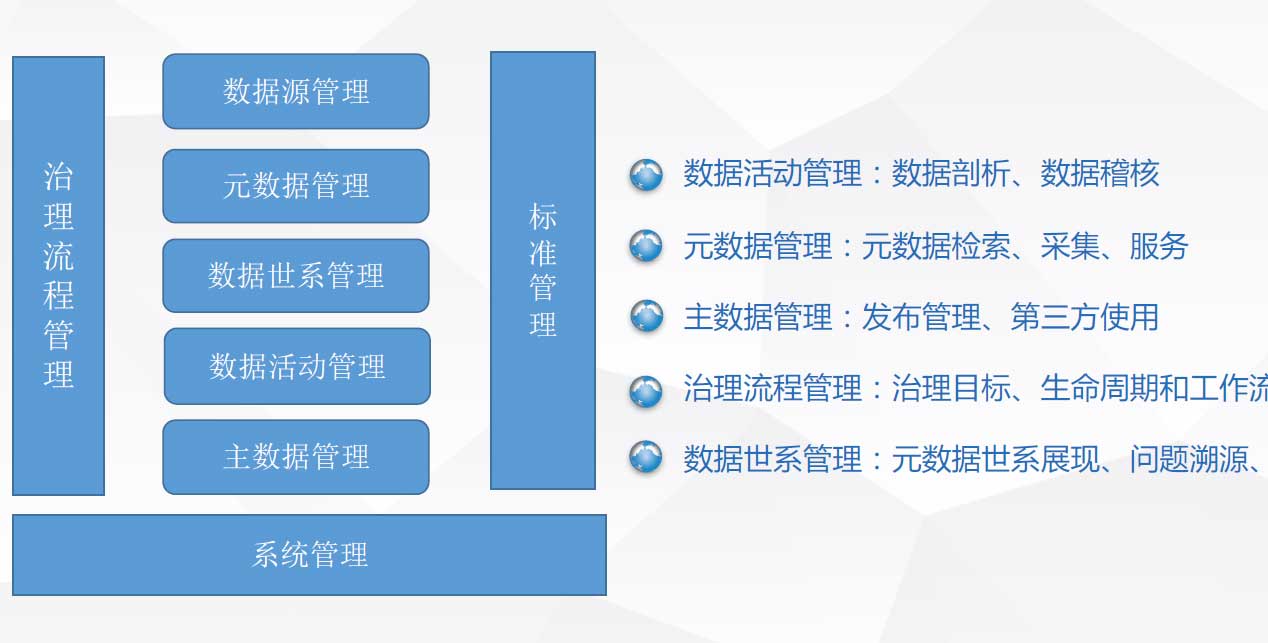 治理流程管理
数据源管理
元数据管理
数据世系管理
数据活动管理
主数据管理
标准管理
系统管理
数据活动管理：数据剖析、数据稽核
元数据管理：元数据检索、采集、服务
主数据管理：发布管理、第三方使用
治理流程管理：治理目标、生命周期和工作流
数据世系管理：元数据世系展现、问题溯源、